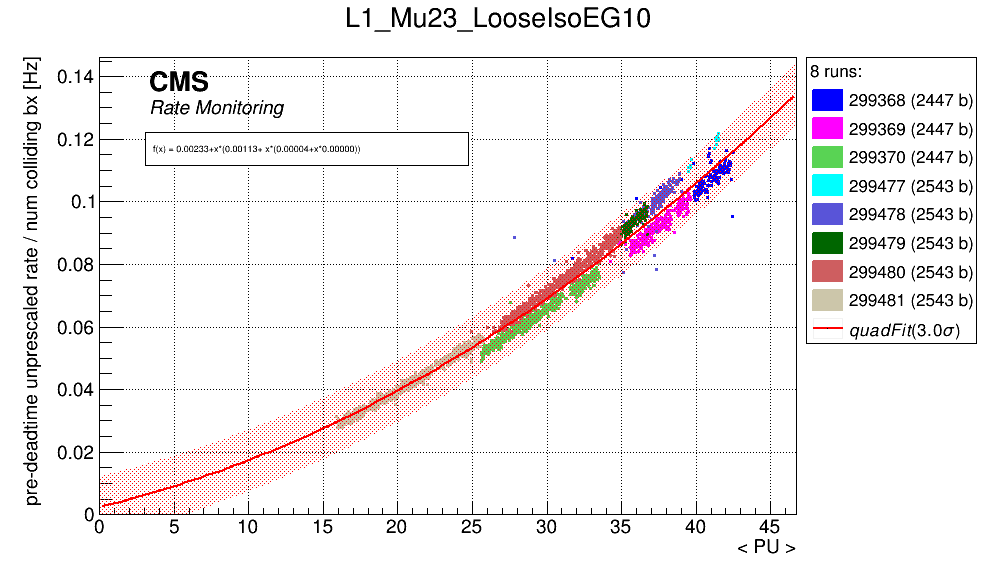 L1_Mu23_LooseIsoEG10
pre-deadtime unprescaled rate / num colliding bx [Hz]
0.14
0.12
0.1
0.08
0.06
0.04
0.02
0
CMS
Rate Monitoring
f(x) = 0.00233+x*(0.00113+ x*(0.00004+x*0.00000))
0 5 10 15 20 25 30 35 40 45
< PU >
8 runs:
299368 (2447 b)
299369 (2447 b)
299370 (2447 b)
299477 (2543 b)
299478 (2543 b)
299479 (2543 b)
299480 (2543 b)
299481 (2543 b)
quadFit(3.0σ)